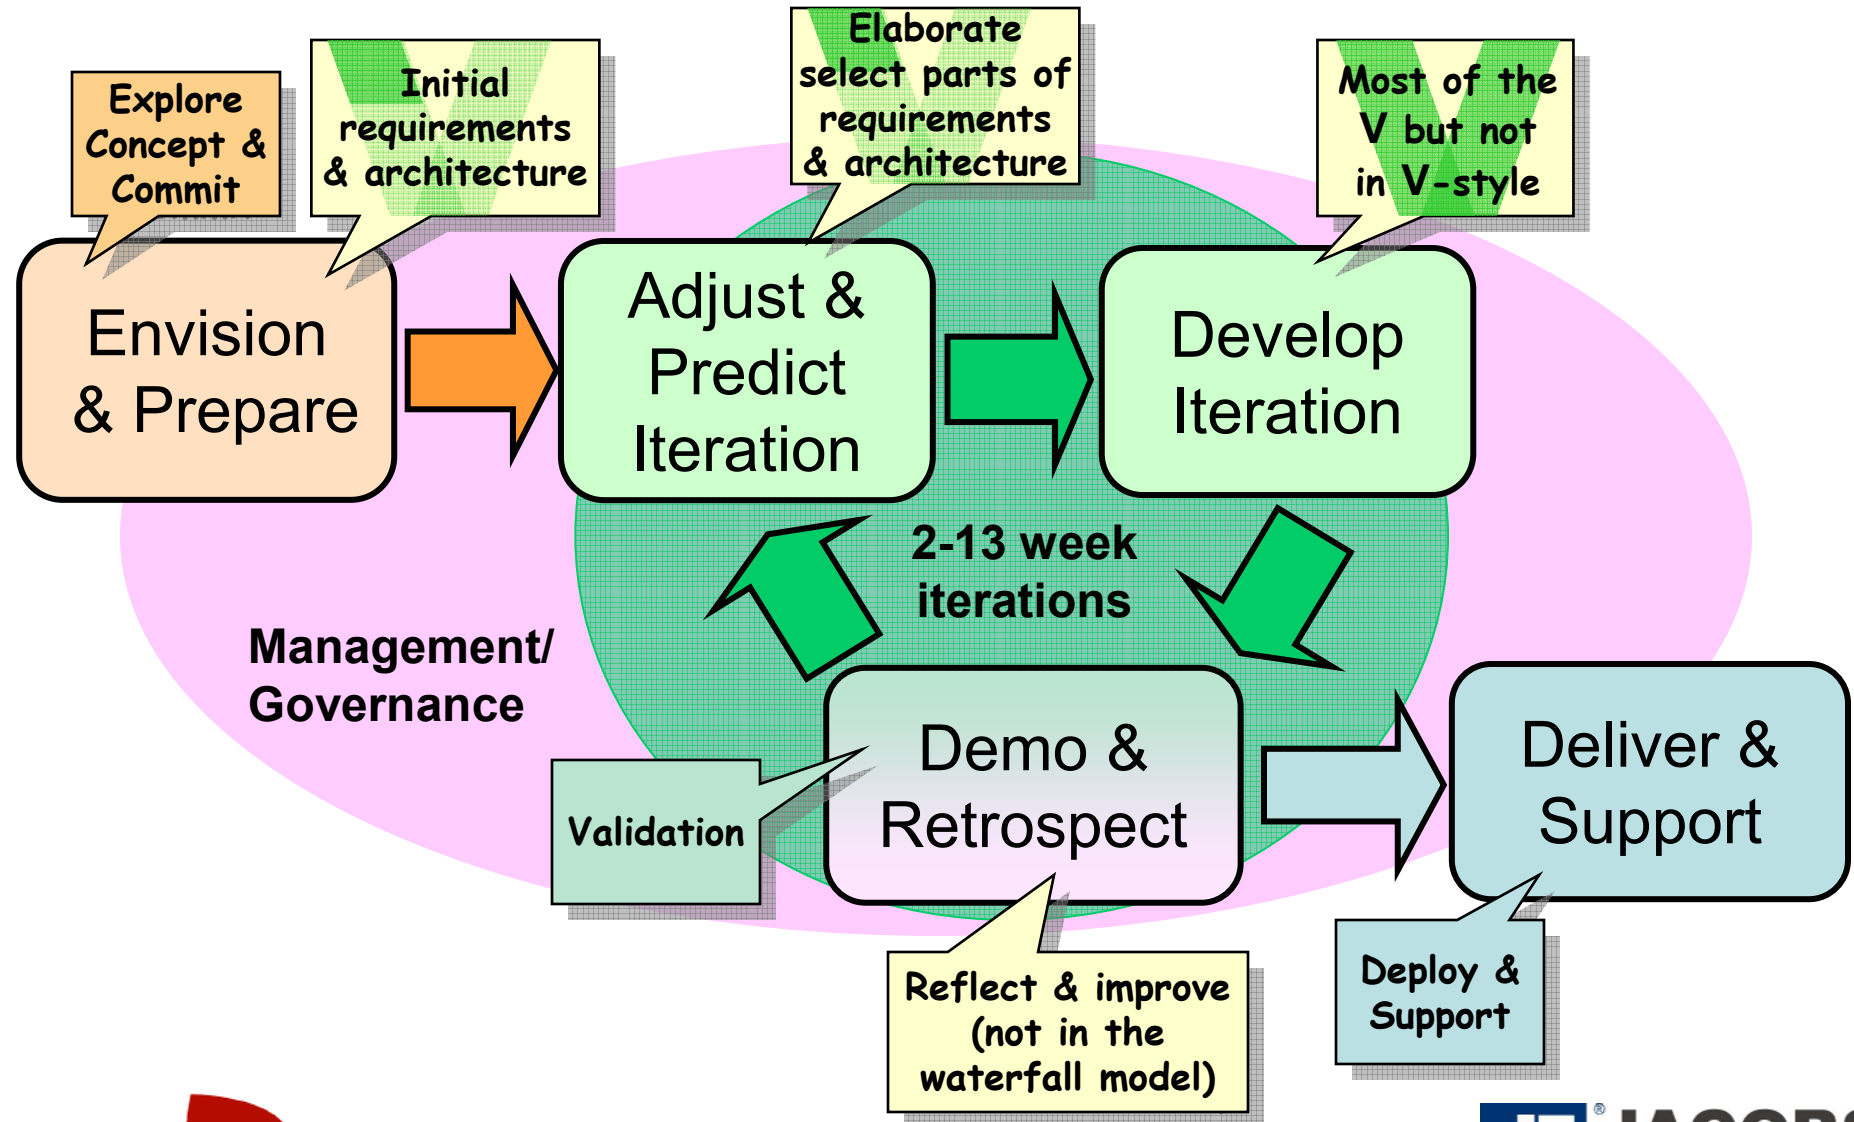 Explore
Concept &
Commit
Initial
requirements
& architecture
Elaborate
select parts of
requirements
& architecture
Most of the
V but not
in V-style
Envision
& Prepare
Adjust &
Predict
Iteration
Develop
Iteration
2-13 week
iterations
Management/
Governance
Validation
Demo &
Retrospect
Deliver &
Support
Reflect & improve
(not in the
waterfall model)
Deploy &
Support